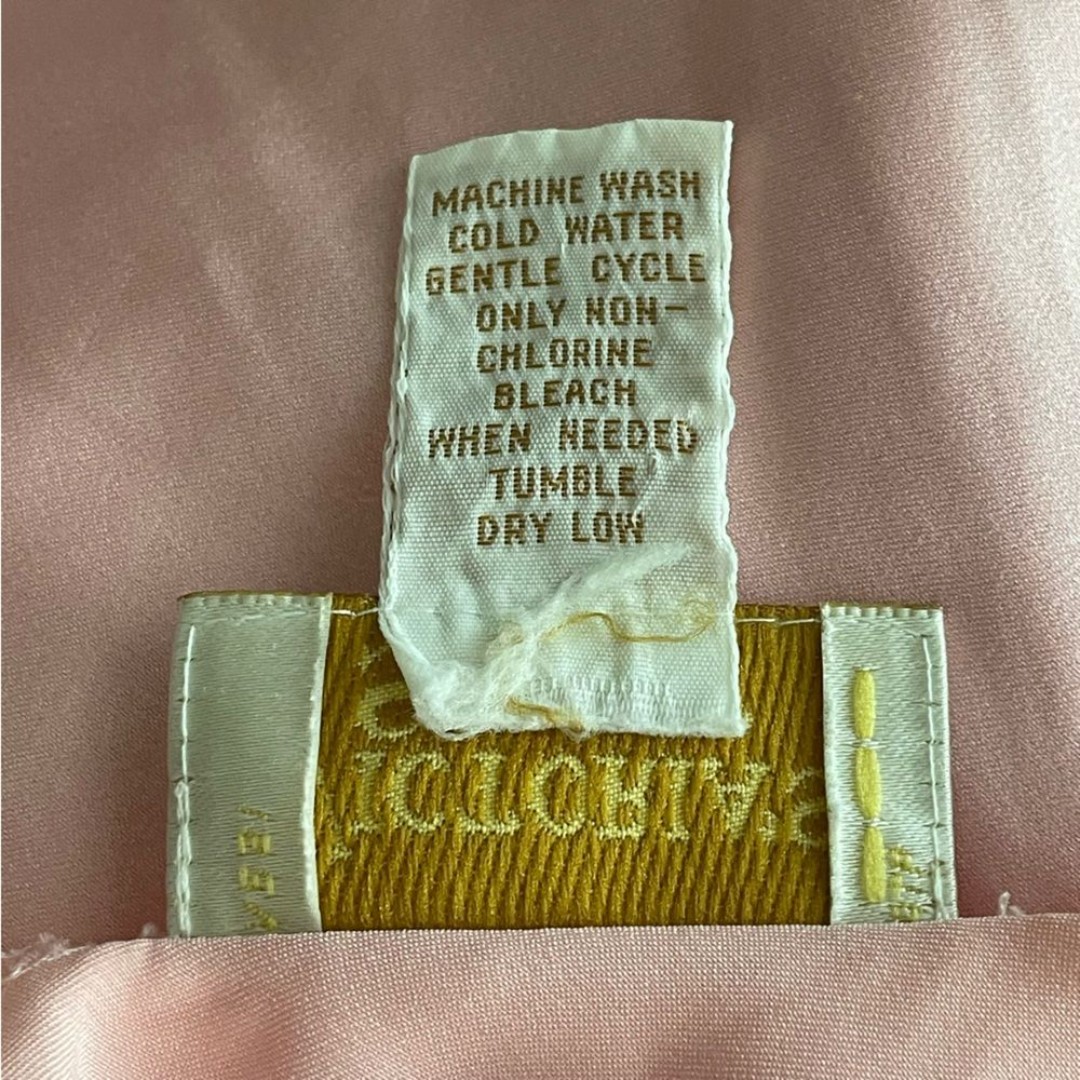 MACHINE WASH
COLD WATER
GENTLE CYCLE
ONLY NON-
CHLORINE
BLEACH
WHEN NEEDED
TUMBLE
DRY LOW